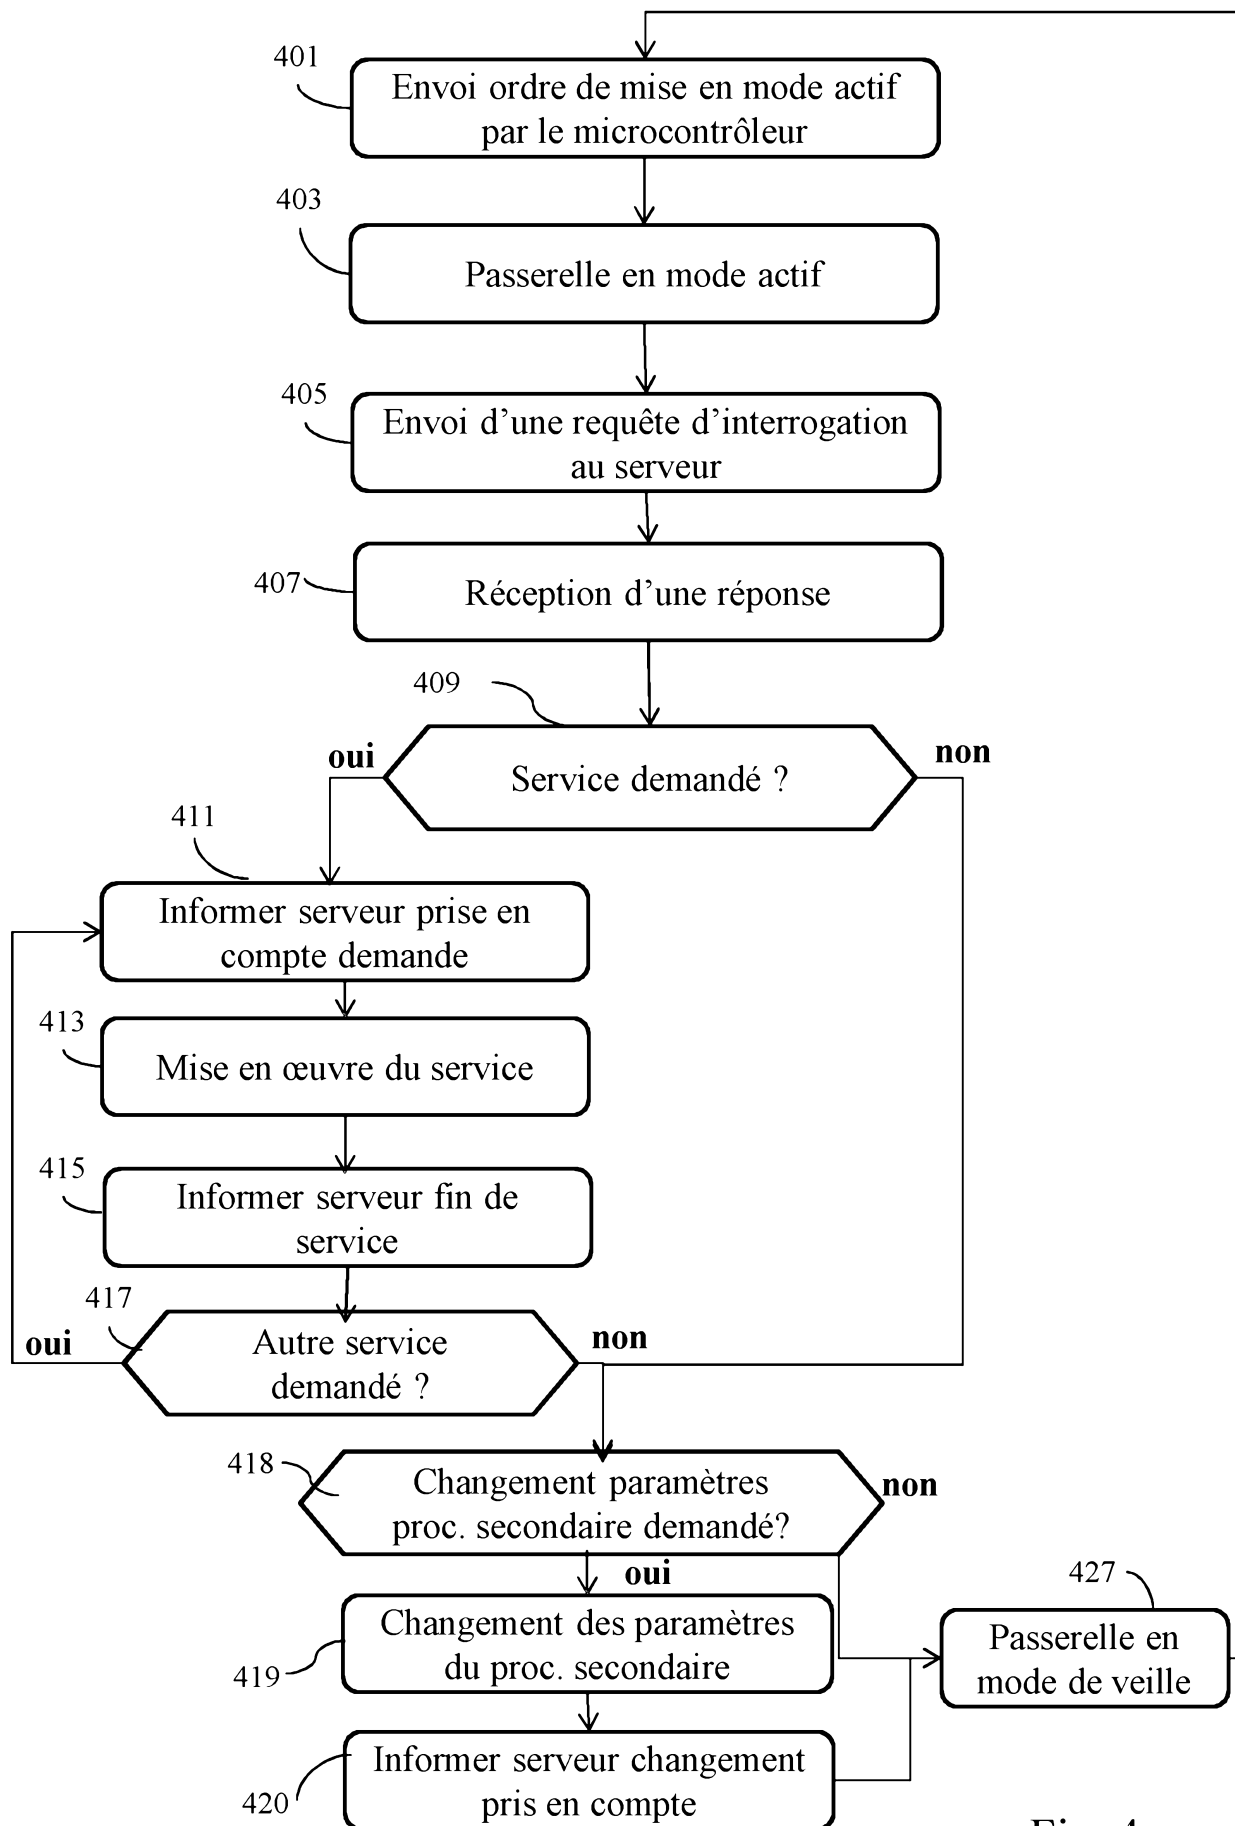 401
Envoi ordre de mise en mode actif
par le microcontrôleur
403
Passerelle en mode actif
405
Envoi d’une requête d’interrogation
au serveur
407
Réception d’une réponse
409
oui
Service demandé ?
non
411
Informer serveur prise en
compte demande
413
Mise en œuvre du service
415
Informer serveur fin de
service
417
oui
Autre service
demandé ?
non
418
Changement paramètres
proc. secondaire demandé?
non
oui
427
419
Changement des paramètres
du proc. secondaire
Passerelle en
mode de veille
420
Informer serveur changement
pris en compte
Fig. 4